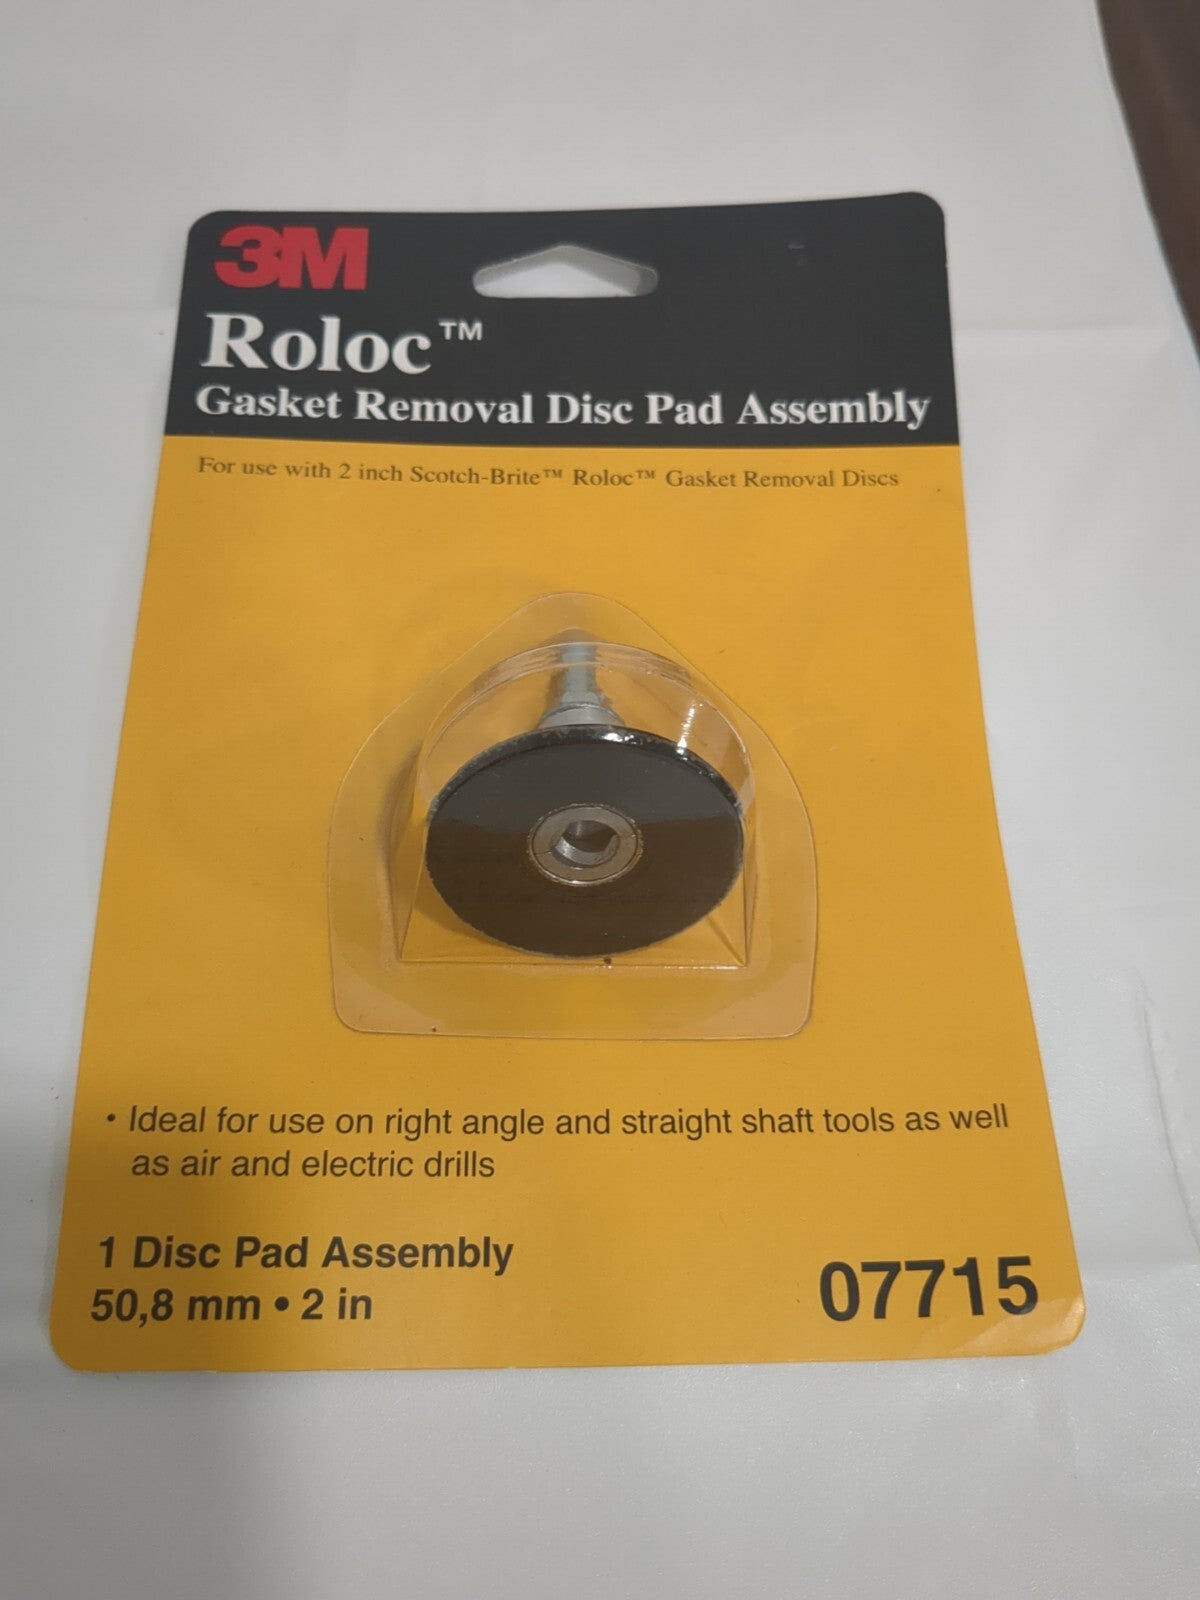 3M
Roloc™
Gasket Removal Disc Pad Assembly
For use with 2 inch Scotch-Brite™ Roloc™ Gasket Removal Discs
• Ideal for use on right angle and straight shaft tools as well
as air and electric drills
1 Disc Pad Assembly
50,8 mm • 2 in
07715